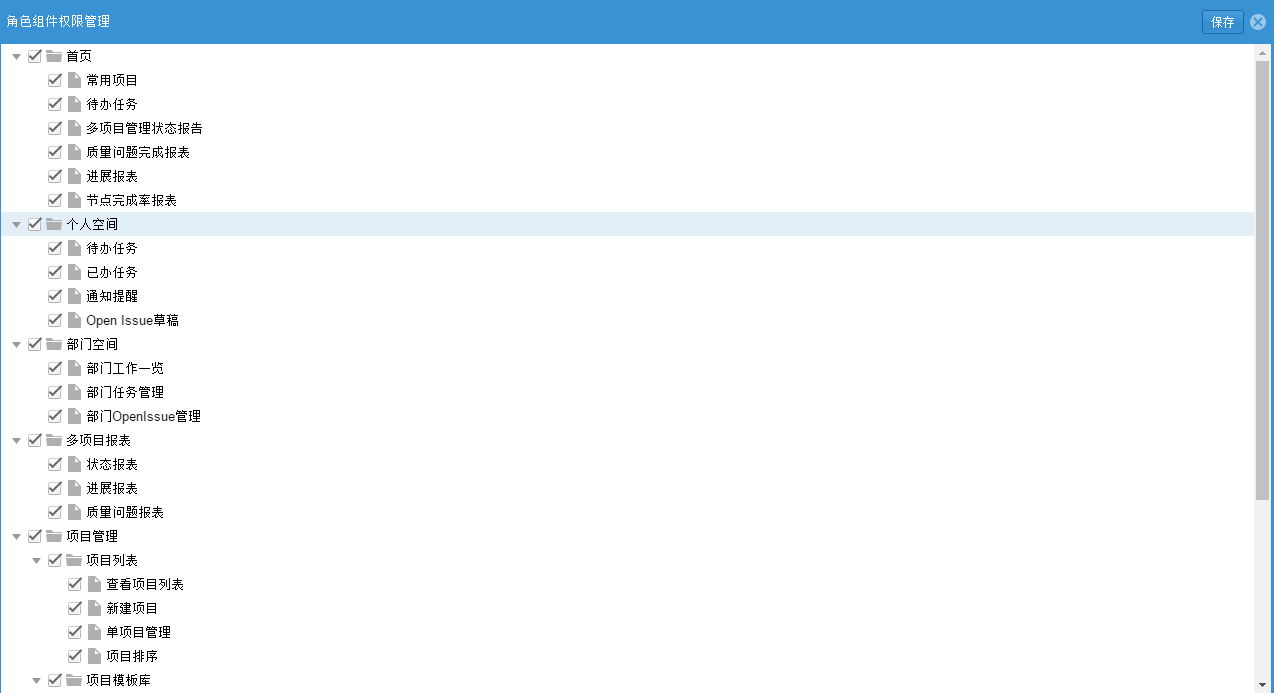 角色组件权限管理
保存
首页
常用项目
待办任务
多项目管理状态报告
质量问题完成报表
进展报表
节点完成率报表
个人空间
待办任务
已办任务
通知提醒
Open Issue草稿
部门空间
部门工作一览
部门任务管理
部门OpenIssue管理
多项目报表
状态报表
进展报表
质量问题报表
项目管理
项目列表
查看项目列表
新建项目
单项目管理
项目排序
项目模板库